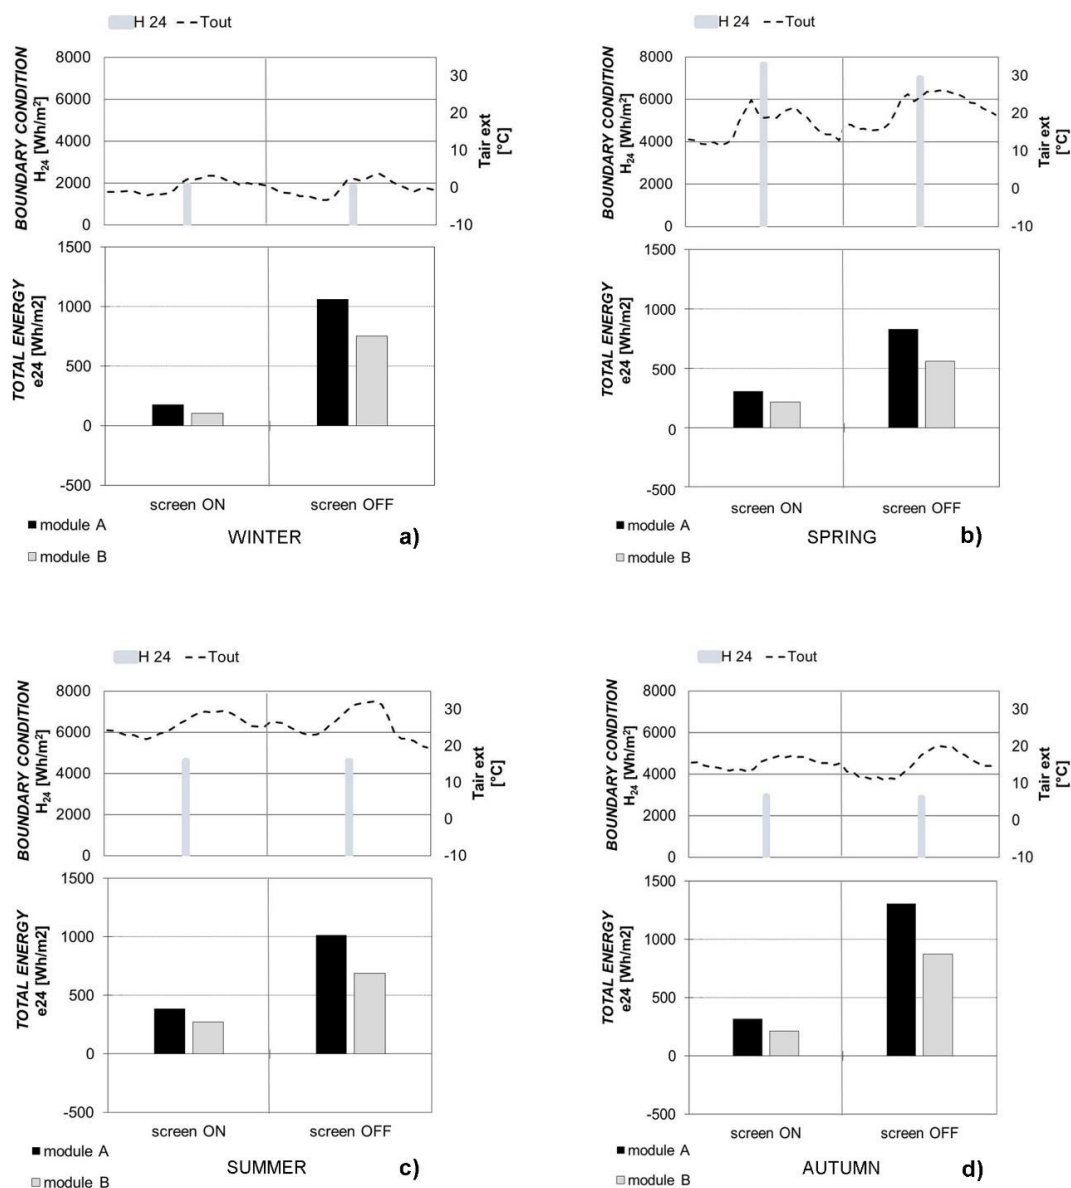 H 24 Tout
BOUNDARY CONDITION
H24 [Wh/m²]
8000
6000
4000
2000
0
30
20
10
0
-10
Tair ext
[°C]
TOTAL ENERGY
e24 [Wh/m2]
1500
1000
500
0
-500
screen ON screen OFF
module A
module B
WINTER a)
H 24 Tout
BOUNDARY CONDITION
H24 [Wh/m²]
8000
6000
4000
2000
0
30
20
10
0
-10
Tair ext
[°C]
TOTAL ENERGY
e24 [Wh/m2]
1500
1000
500
0
-500
screen ON screen OFF
module A
module B
SPRING b)
H 24 Tout
BOUNDARY CONDITION
H24 [Wh/m²]
8000
6000
4000
2000
0
30
20
10
0
-10
Tair ext
[°C]
TOTAL ENERGY
e24 [Wh/m2]
1500
1000
500
0
-500
screen ON screen OFF
module A
module B
SUMMER c)
H 24 Tout
BOUNDARY CONDITION
H24 [Wh/m²]
8000
6000
4000
2000
0
30
20
10
0
-10
Tair ext
[°C]
TOTAL ENERGY
e24 [Wh/m2]
1500
1000
500
0
-500
screen ON screen OFF
module A
module B
AUTUMN d)